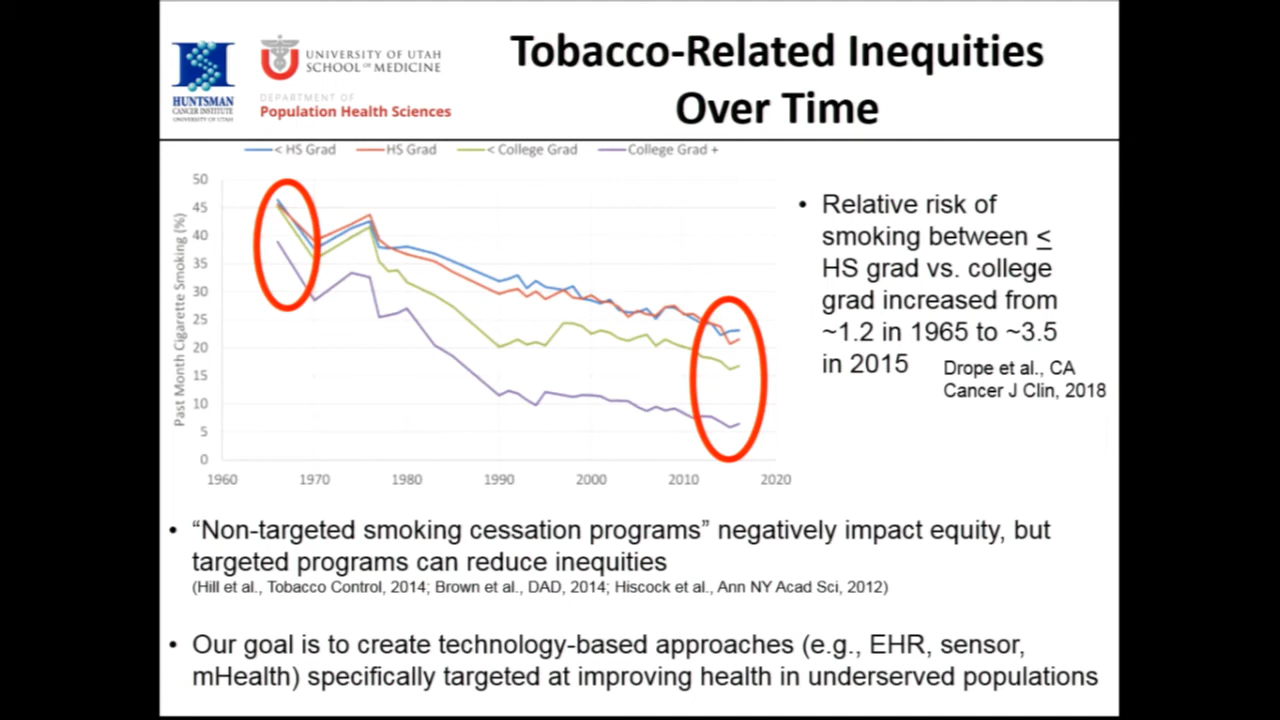 Tobacco-Related Inequities
Over Time
HUNTSMAN
CANCER INSTITUTE
UNIVERSITY OF UTAH
UNIVERSITY OF UTAH
SCHOOL OF MEDICINE
DEPARTMENT OF
Population Health Sciences
< HS Grad HS Grad < College Grad College Grad +
Past Month Cigarette Smoking (%)
50
45
40
35
30
25
20
15
10
5
0
1960 1970 1980 1990 2000 2010 2020
• Relative risk of
smoking between <
HS grad vs. college
grad increased from
~1.2 in 1965 to ~3.5
in 2015
Drope et al., CA
Cancer J Clin, 2018
• “Non-targeted smoking cessation programs” negatively impact equity, but
targeted programs can reduce inequities
(Hill et al., Tobacco Control, 2014; Brown et al., DAD, 2014; Hiscock et al., Ann NY Acad Sci, 2012)
• Our goal is to create technology-based approaches (e.g., EHR, sensor,
mHealth) specifically targeted at improving health in underserved populations